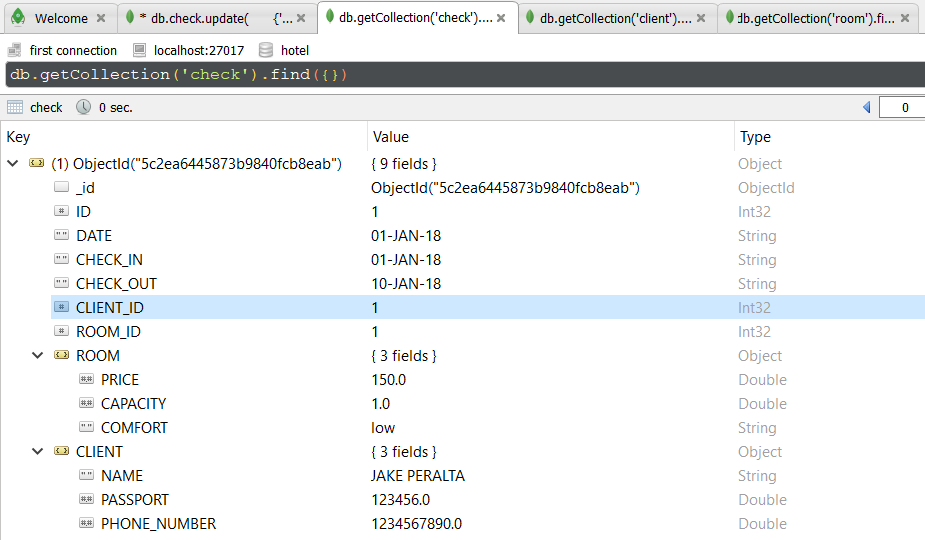 Welcome * db.check.update( {'... db.getCollection('check').... db.getCollection('client').... db.getCollection('room').fi...
first connection localhost:27017 hotel
db.getCollection('check').find({})
check 0 sec. 0
Key Value Type
(1) ObjectId("5c2ea6445873b9840fcb8eab") { 9 fields } Object
_id ObjectId("5c2ea6445873b9840fcb8eab") ObjectId
# ID 1 Int32
" " DATE 01-JAN-18 String
" " CHECK_IN 01-JAN-18 String
" " CHECK_OUT 10-JAN-18 String
# CLIENT_ID 1 Int32
# ROOM_ID 1 Int32
ROOM { 3 fields } Object
## PRICE 150.0 Double
## CAPACITY 1.0 Double
" " COMFORT low String
CLIENT { 3 fields } Object
" " NAME JAKE PERALTA String
## PASSPORT 123456.0 Double
## PHONE_NUMBER 1234567890.0 Double